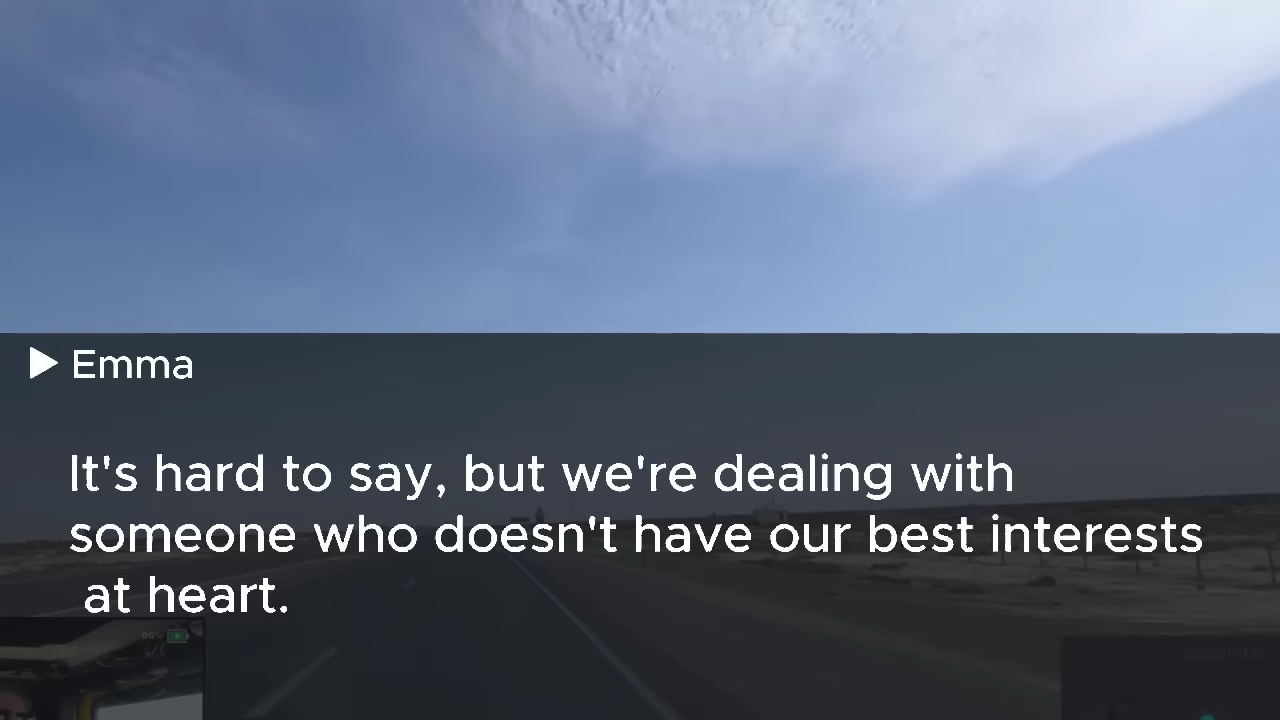 Emma
It's hard to say, but we're dealing with
someone who doesn't have our best interests
at heart.
86%